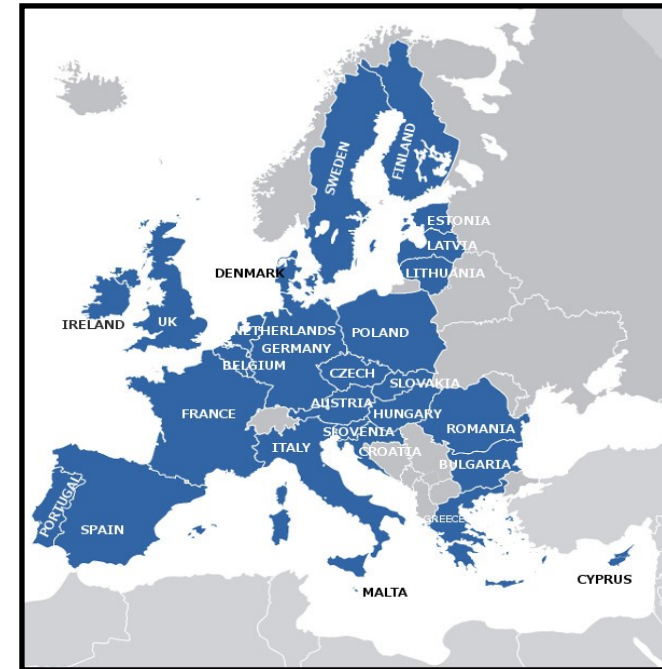 SWEDEN
FINLAND
ESTONIA
LATVIA
DENMARK
LITHUANIA
IRELAND
UK
NETHERLANDS
POLAND
GERMANY
BELGIUM
CZECH
SLOVAKIA
AUSTRIA
FRANCE
HUNGARY
SLOVENIA
ROMANIA
ITALY
CROATIA
BULGARIA
PORTUGAL
SPAIN
GREECE
MALTA
CYPRUS